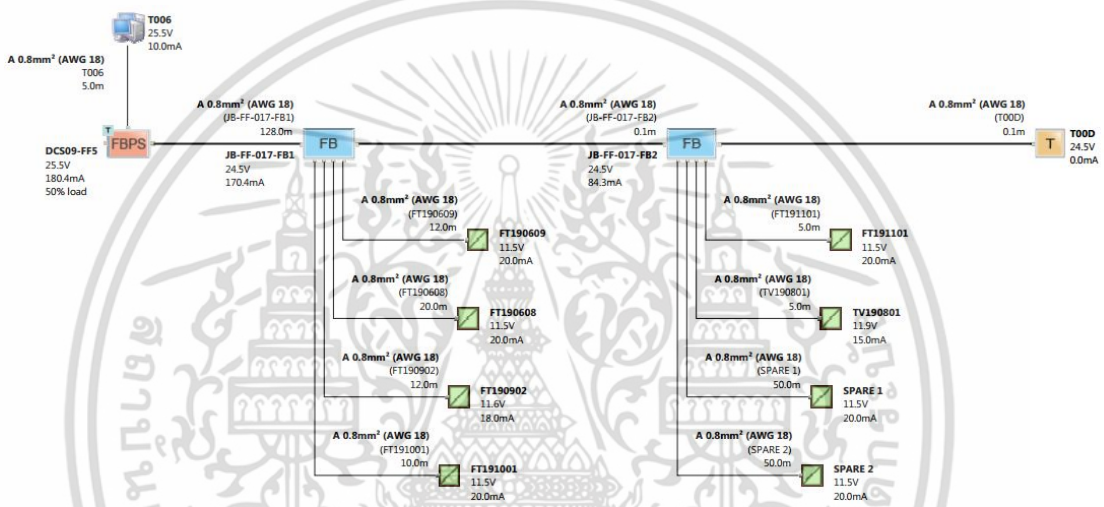 T006
25.5V
10.0mA
A 0.8mm² (AWG 18)
T006
5.0m
T
FBPS
DCS09-FF5
25.5V
180.4mA
50% load
A 0.8mm² (AWG 18)
(JB-FF-017-FB1)
128.0m
FB
JB-FF-017-FB1
24.5V
170.4mA
A 0.8mm² (AWG 18)
(JB-FF-017-FB2)
0.1m
FB
JB-FF-017-FB2
24.5V
84.3mA
A 0.8mm² (AWG 18)
(T00D)
0.1m
T
T00D
24.5V
0.0mA
A 0.8mm² (AWG 18)
(FT190609)
12.0m
FT190609
11.5V
20.0mA
A 0.8mm² (AWG 18)
(FT190608)
20.0m
FT190608
11.5V
20.0mA
A 0.8mm² (AWG 18)
(FT190902)
12.0m
FT190902
11.6V
18.0mA
A 0.8mm² (AWG 18)
(FT191001)
10.0m
FT191001
11.5V
20.0mA
A 0.8mm² (AWG 18)
(FT191101)
5.0m
FT191101
11.5V
20.0mA
A 0.8mm² (AWG 18)
(TV190801)
5.0m
TV190801
11.9V
15.0mA
A 0.8mm² (AWG 18)
(SPARE 1)
50.0m
SPARE 1
11.5V
20.0mA
A 0.8mm² (AWG 18)
(SPARE 2)
50.0m
SPARE 2
11.5V
20.0mA